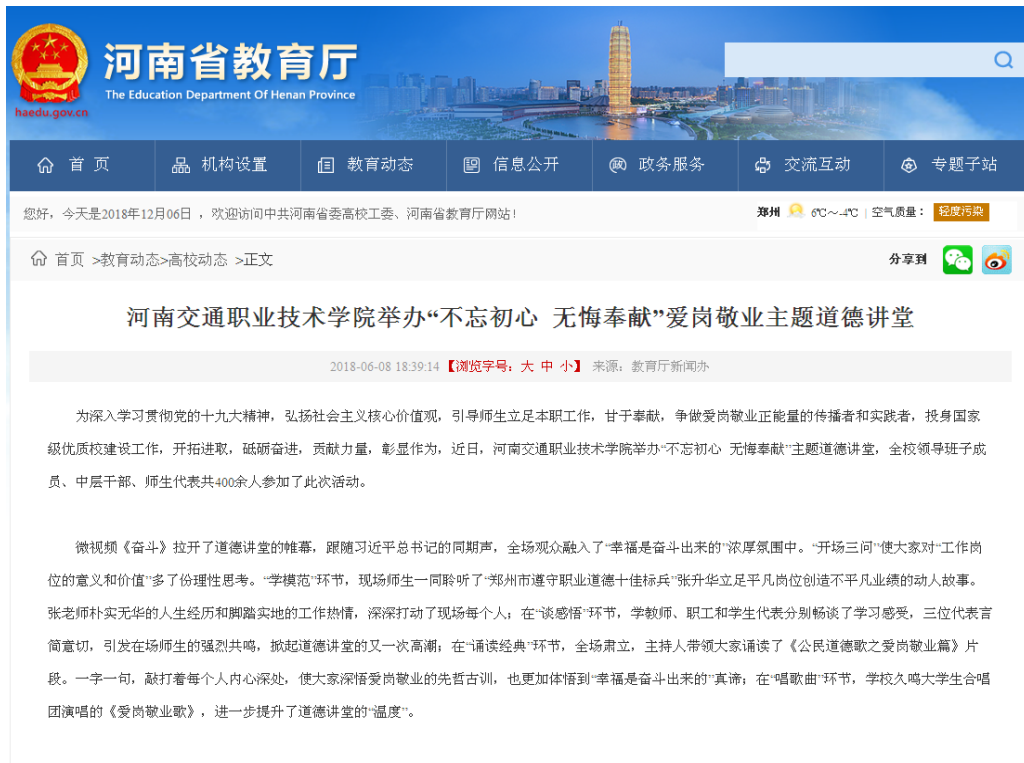 河南省教育厅
The Education Department Of Henan Province
haedu.gov.cn
首 页
机构设置
教育动态
信息公开
政务服务
交流互动
专题子站
您好，今天是2018年12月06日 ，欢迎访问中共河南省委高校工委、河南省教育厅网站！
郑州 6℃～-4℃ | 空气质量： 轻度污染
首页 >教育动态>高校动态 >正文
分享到
河南交通职业技术学院举办“不忘初心 无悔奉献”爱岗敬业主题道德讲堂
2018-06-08 18:39:14 【浏览字号：大 中 小】 来源：教育厅新闻办
为深入学习贯彻党的十九大精神，弘扬社会主义核心价值观，引导师生立足本职工作，甘于奉献，争做爱岗敬业正能量的传播者和实践者，投身国家
级优质校建设工作，开拓进取，砥砺奋进，贡献力量，彰显作为，近日，河南交通职业技术学院举办“不忘初心 无悔奉献”主题道德讲堂，全校领导班子成
员、中层干部、师生代表共400余人参加了此次活动。
微视频《奋斗》拉开了道德讲堂的帷幕，跟随习近平总书记的同期声，全场观众融入了“幸福是奋斗出来的”浓厚氛围中。“开场三问”使大家对“工作岗
位的意义和价值”多了份理性思考。“学模范”环节，现场师生一同聆听了“郑州市遵守职业道德十佳标兵”张升华立足平凡岗位创造不平凡业绩的动人故事。
张老师朴实无华的人生经历和脚踏实地的工作热情，深深打动了现场每个人；在“谈感悟”环节，学教师、职工和学生代表分别畅谈了学习感受，三位代表言
简意切，引发在场师生的强烈共鸣，掀起道德讲堂的又一次高潮；在“诵读经典”环节，全场肃立，主持人带领大家诵读了《公民道德歌之爱岗敬业篇》片
段。一字一句，敲打着每个人内心深处，使大家深悟爱岗敬业的先哲古训，也更加体悟到“幸福是奋斗出来的”真谛；在“唱歌曲”环节，学校久鸣大学生合唱
团演唱的《爱岗敬业歌》，进一步提升了道德讲堂的“温度”。